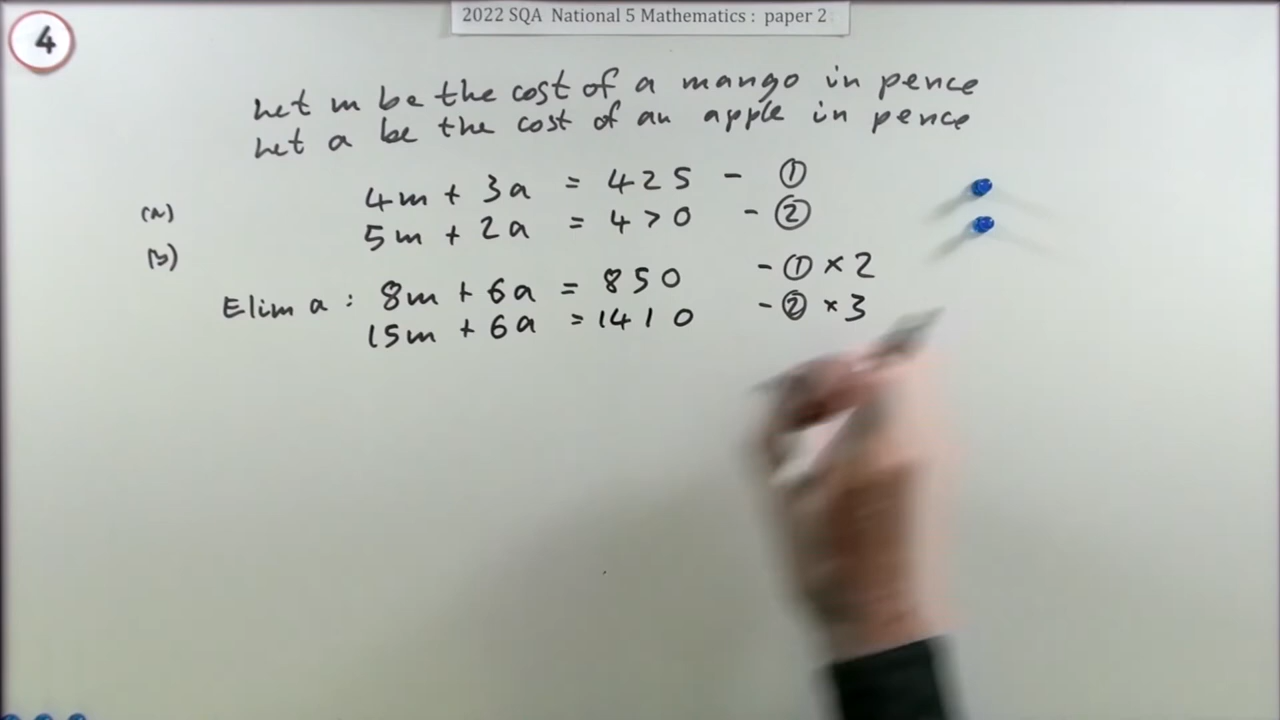 4
2022 SQA National 5 Mathematics : paper 2
Let m be the cost of a mango in pence
Let a be the cost of an apple in pence
(a) 4m + 3a = 425 - ①
5m + 2a = 470 - ②
(b)
Elim a : 8m + 6a = 850 - ① × 2
15m + 6a = 1410 - ② × 3